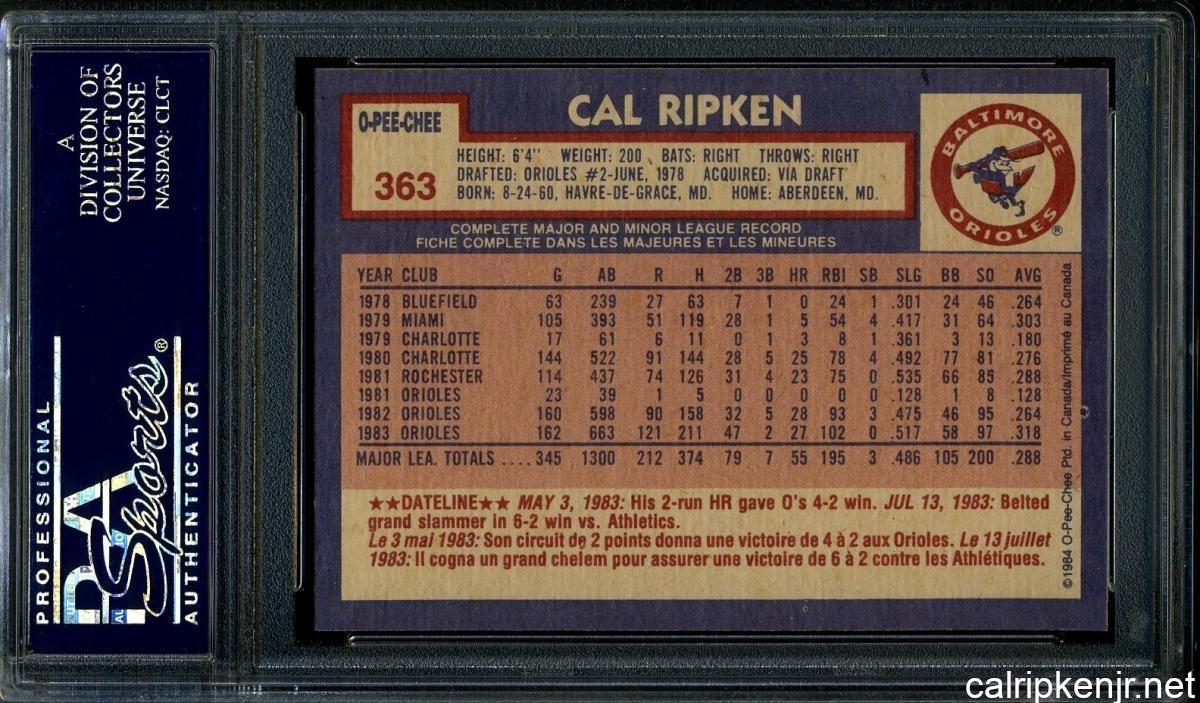 A
DIVISION OF
COLLECTORS
UNIVERSE
NASDAQ: CLCT
PROFESSIONAL
PSA
Sports®
AUTHENTICATOR
O-PEE-CHEE
363
CAL RIPKEN
HEIGHT: 6'4" WEIGHT: 200 BATS: RIGHT THROWS: RIGHT
DRAFTED: ORIOLES #2-JUNE, 1978 ACQUIRED: VIA DRAFT
BORN: 8-24-60, HAVRE-DE-GRACE, MD. HOME: ABERDEEN, MD.
BALTIMORE
ORIOLES®
COMPLETE MAJOR AND MINOR LEAGUE RECORD
FICHE COMPLETE DANS LES MAJEURES ET LES MINEURES
YEAR CLUB G AB R H 2B 3B HR RBI SB SLG BB SO AVG
1978 BLUEFIELD 63 239 27 63 7 1 0 24 1 .301 24 46 .264
1979 MIAMI 105 393 51 119 28 1 5 54 4 .417 31 64 .303
1979 CHARLOTTE 17 61 6 11 0 1 3 8 1 .361 3 13 .180
1980 CHARLOTTE 144 522 91 144 28 5 25 78 4 .492 77 81 .276
1981 ROCHESTER 114 437 74 126 31 4 23 75 0 .535 66 85 .288
1981 ORIOLES 23 39 1 5 0 0 0 0 0 .128 1 8 .128
1982 ORIOLES 160 598 90 158 32 5 28 93 3 .475 46 95 .264
1983 ORIOLES 162 663 121 211 47 2 27 102 0 .517 58 97 .318
MAJOR LEA. TOTALS .... 345 1300 212 374 79 7 55 195 3 .486 105 200 .288
★★DATELINE★★ MAY 3, 1983: His 2-run HR gave O's 4-2 win. JUL 13, 1983: Belted
grand slammer in 6-2 win vs. Athletics.
Le 3 mai 1983: Son circuit de 2 points donna une victoire de 4 à 2 aux Orioles. Le 13 juillet
1983: Il cogna un grand chelem pour assurer une victoire de 6 à 2 contre les Athlétiques.
©1984 O-Pee-Chee Ptd. in Canada/Imprimé au Canada
calripkenjr.net